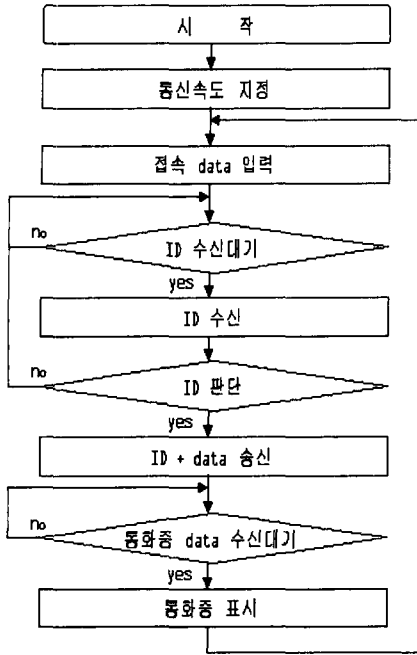 시 작
통신속도 지정
접속 data 입력
no
ID 수신대기
yes
ID 수신
no
ID 판단
yes
ID + data 송신
no
통화중 data 수신대기
yes
통화중 표시